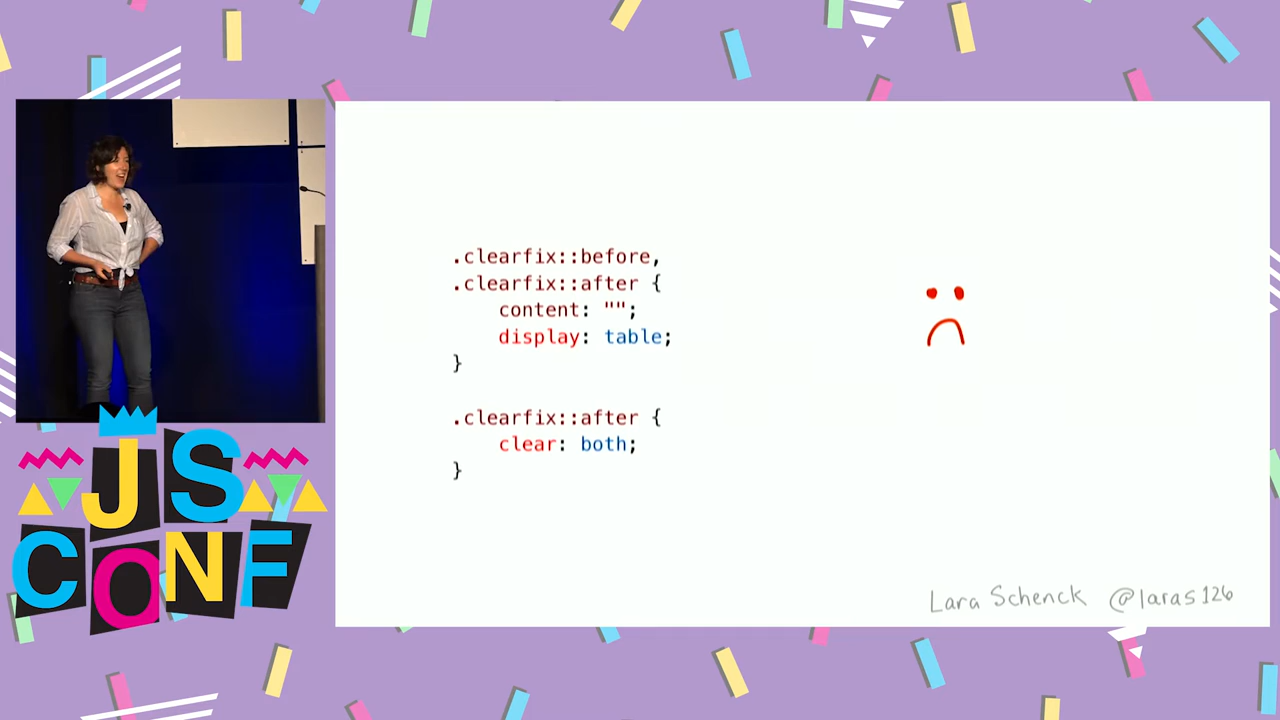 .clearfix::before,
.clearfix::after {
content: "";
display: table;
}
.clearfix::after {
clear: both;
}
Lara Schenck @laras126
JS
CONF